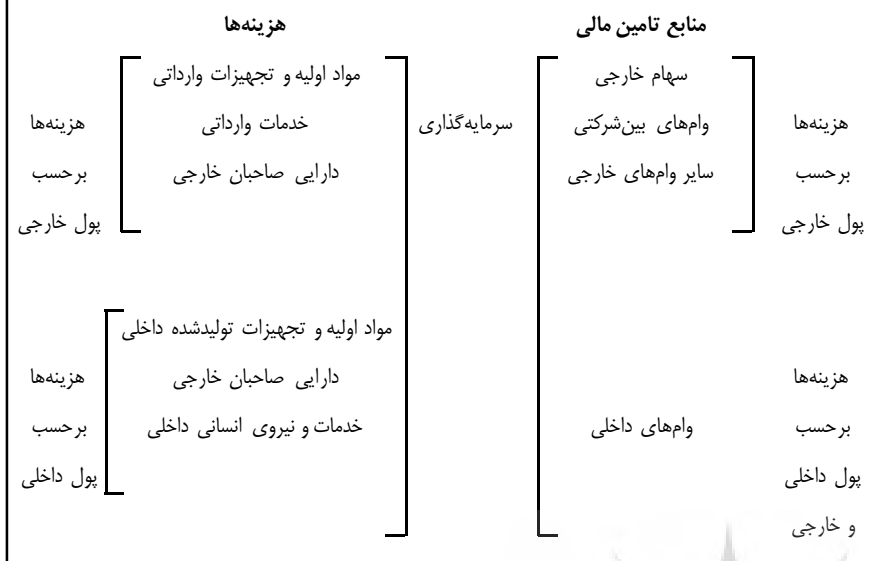 منابع تامین مالی هزینه‌ها
سهام خارجی مواد اولیه و تجهیزات وارداتی
هزینه‌ها وام‌های بین‌شرکتی سرمایه‌گذاری خدمات وارداتی هزینه‌ها
برحسب سایر وام‌های خارجی دارایی صاحبان خارجی برحسب
پول خارجی پول خارجی
مواد اولیه و تجهیزات تولیدشده داخلی
هزینه‌ها دارایی صاحبان خارجی هزینه‌ها
برحسب وام‌های داخلی خدمات و نیروی انسانی داخلی برحسب
پول داخلی پول داخلی
و خارجی